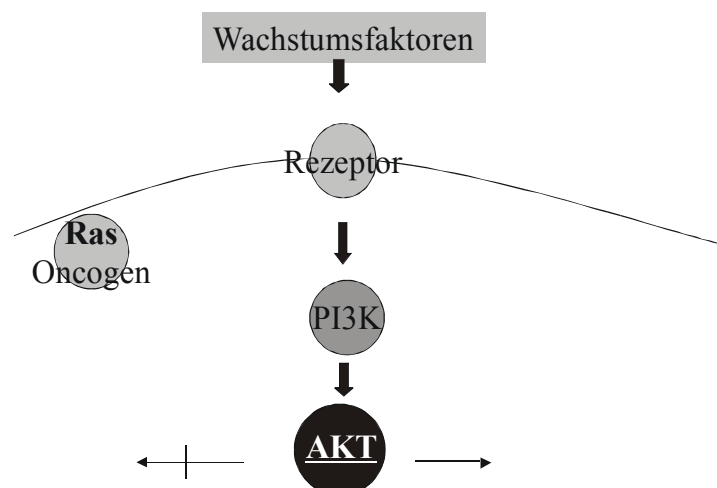 Wachstumsfaktoren
Rezeptor
Ras
Oncogen
PI3K
AKT